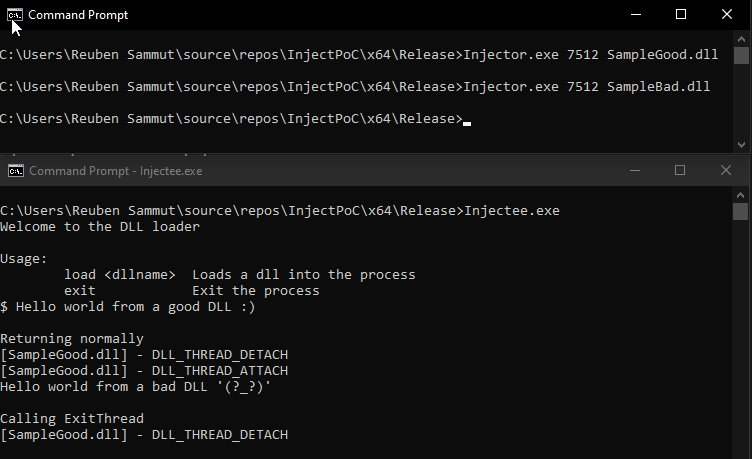 Command Prompt
C:\Users\Reuben Sammut\source\repos\InjectPoC\x64\Release>Injector.exe 7512 SampleGood.dll
C:\Users\Reuben Sammut\source\repos\InjectPoC\x64\Release>Injector.exe 7512 SampleBad.dll
C:\Users\Reuben Sammut\source\repos\InjectPoC\x64\Release>
Command Prompt - Injectee.exe
C:\Users\Reuben Sammut\source\repos\InjectPoC\x64\Release>Injectee.exe
Welcome to the DLL loader
Usage:
load <dllname>  Loads a dll into the process
exit            Exit the process
$ Hello world from a good DLL :)
Returning normally
[SampleGood.dll] - DLL_THREAD_DETACH
[SampleGood.dll] - DLL_THREAD_ATTACH
Hello world from a bad DLL '(?_?)'
Calling ExitThread
[SampleGood.dll] - DLL_THREAD_DETACH